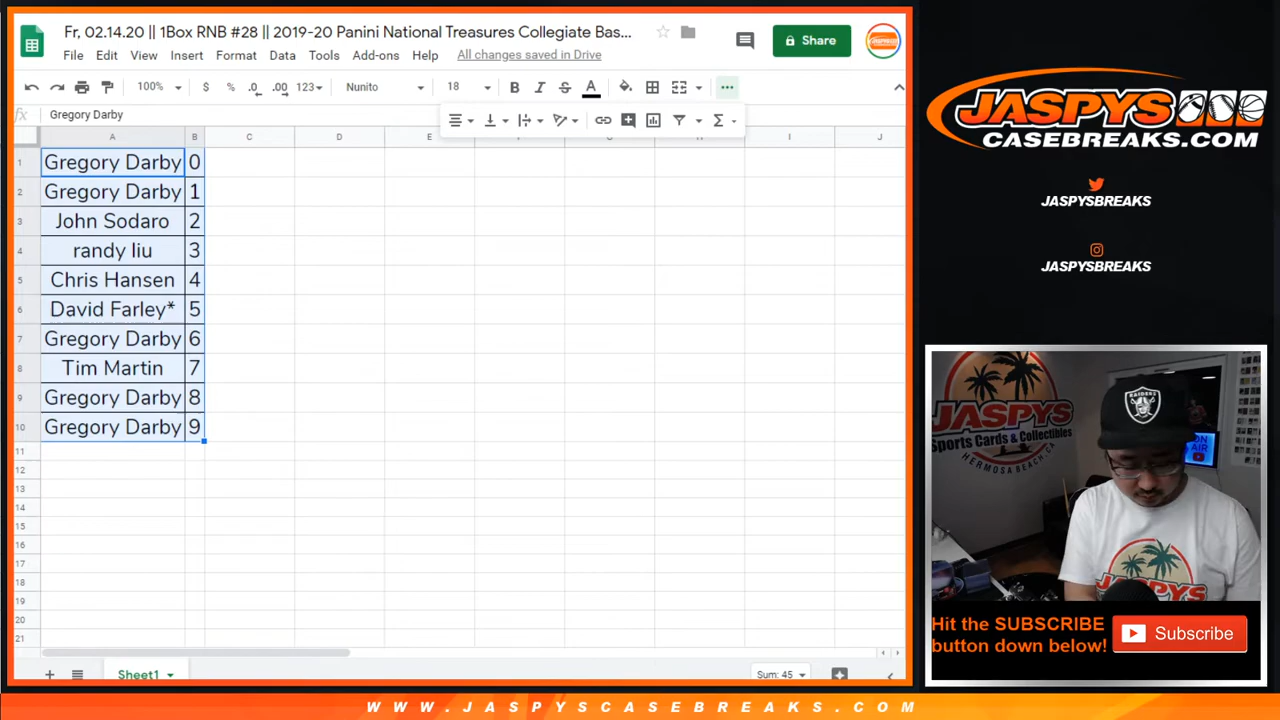 Fr, 02.14.20 || 1Box RNB #28 || 2019-20 Panini National Treasures Collegiate Bas...
File Edit View Insert Format Data Tools Add-ons Help All changes saved in Drive
Share
100% $ % .0 .00 123 Nunito 18 B I S A
fx Gregory Darby
A B C D E F G H I J
1 Gregory Darby 0
2 Gregory Darby 1
3 John Sodaro 2
4 randy liu 3
5 Chris Hansen 4
6 David Farley* 5
7 Gregory Darby 6
8 Tim Martin 7
9 Gregory Darby 8
10 Gregory Darby 9
11
12
13
14
15
16
17
18
19
20
21
Sheet1
Sum: 45
JASPYS
CASEBREAKS.COM
JASPYSBREAKS
JASPYSBREAKS
JASPYS
Sports Cards & Collectibles
HERMOSA BEACH, CA
RAIDERS
ON
AIR
Hit the SUBSCRIBE
button down below!
Subscribe
WWW.JASPYSCASEBREAKS.COM